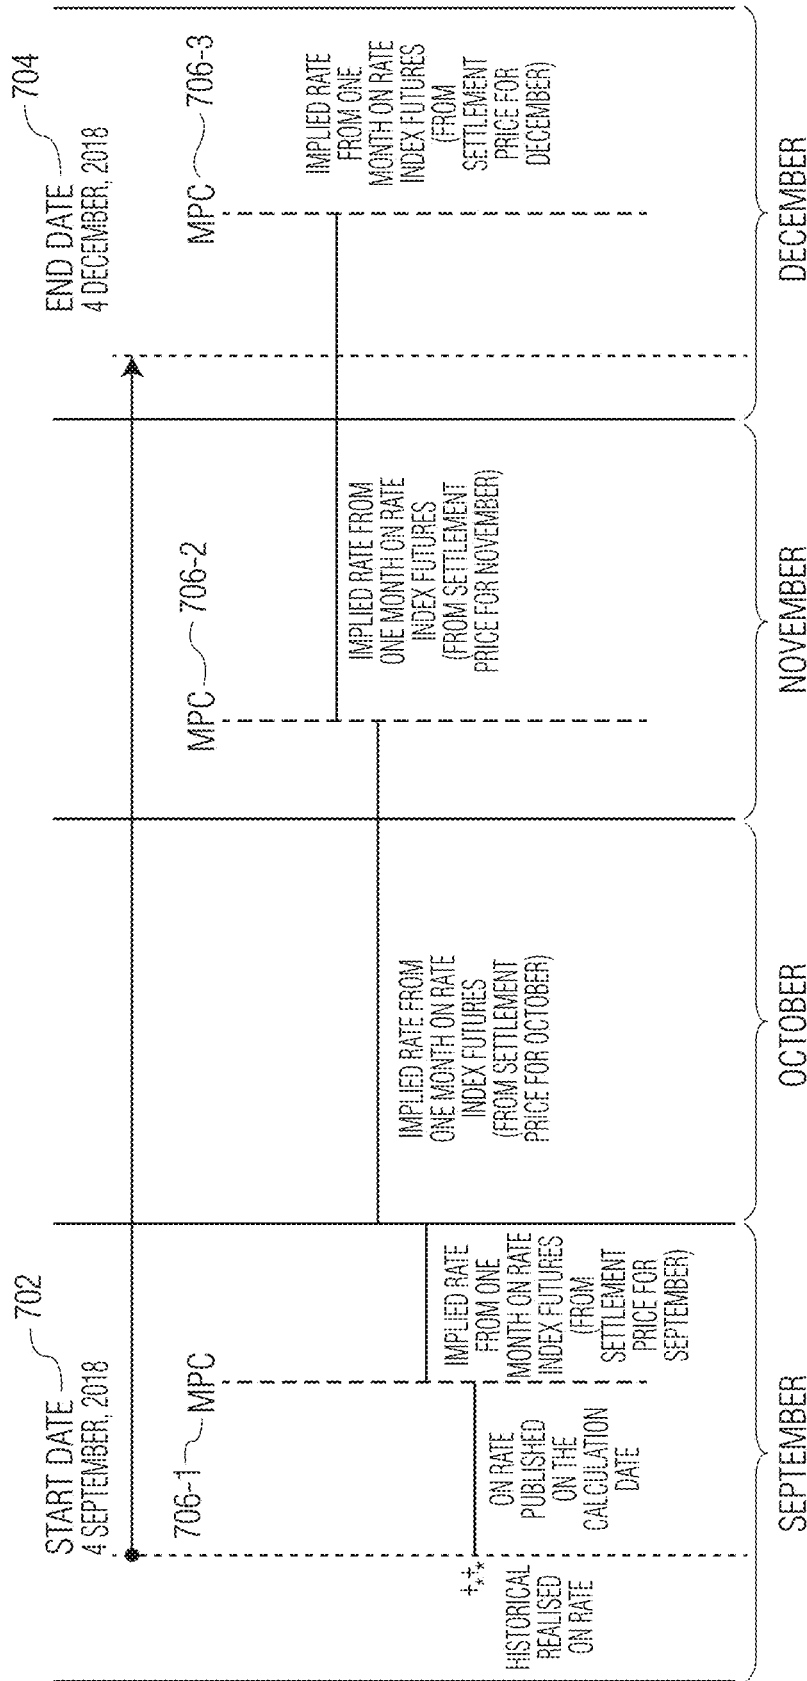 START DATE 702
4 SEPTEMBER, 2018
END DATE 704
4 DECEMBER, 2018
706-1 MPC
MPC 706-2
MPC 706-3
HISTORICAL
REALISED
ON RATE
ON RATE
PUBLISHED
ON THE
CALCULATION
DATE
IMPLIED RATE
FROM ONE
MONTH ON RATE
INDEX FUTURES
(FROM
SETTLEMENT
PRICE FOR
SEPTEMBER)
IMPLIED RATE FROM
ONE MONTH ON RATE
INDEX FUTURES
(FROM SETTLEMENT
PRICE FOR OCTOBER)
IMPLIED RATE FROM
ONE MONTH ON RATE
INDEX FUTURES
(FROM SETTLEMENT
PRICE FOR NOVEMBER)
IMPLIED RATE
FROM ONE
MONTH ON RATE
INDEX FUTURES
(FROM
SETTLEMENT
PRICE FOR
DECEMBER)
SEPTEMBER
OCTOBER
NOVEMBER
DECEMBER